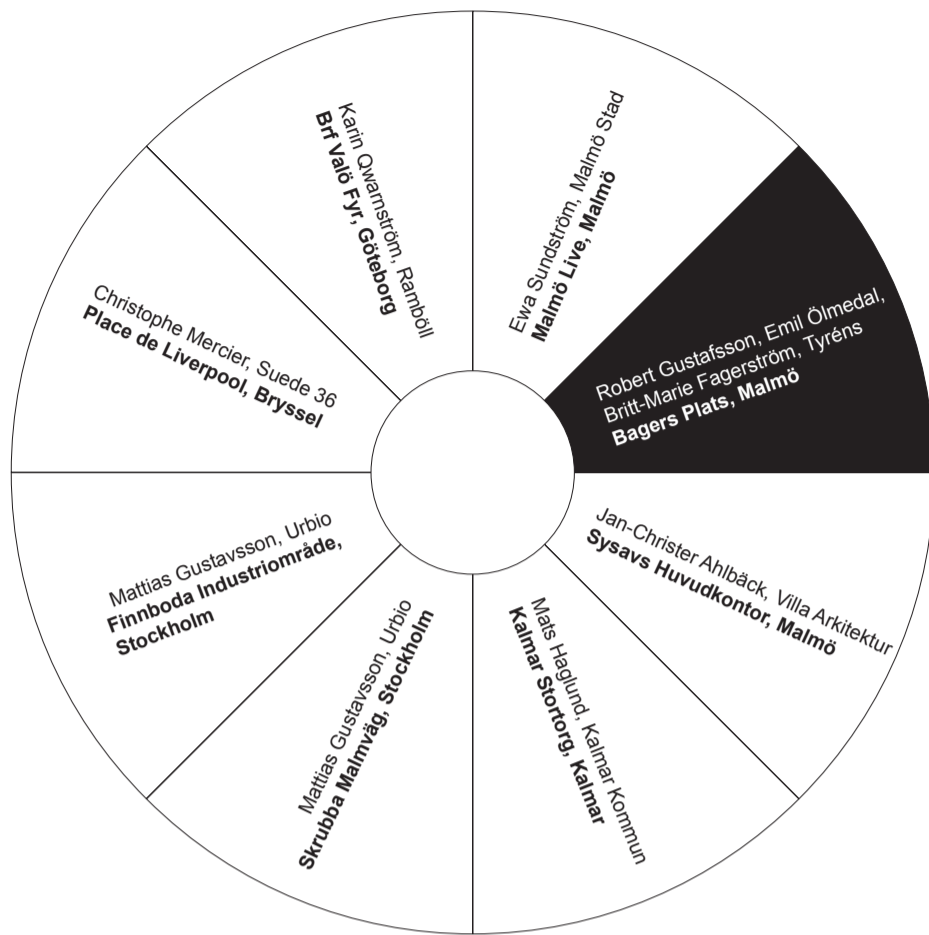 Ewa Sundström, Malmö Stad
Malmö Live, Malmö
Robert Gustafsson, Emil Ölmedal,
Britt-Marie Fagerström, Tyréns
Bagers Plats, Malmö
Jan-Christer Ahlbäck, Villa Arkitektur
Sysavs Huvudkontor, Malmö
Mats Haglund, Kalmar Kommun
Kalmar Stortorg, Kalmar
Mattias Gustavsson, Urbio
Skrubba Malmväg, Stockholm
Mattias Gustavsson, Urbio
Finnboda Industriområde,
Stockholm
Christophe Mercier, Suede 36
Place de Liverpool, Bryssel
Karin Qwarnström, Ramböll
Brf Valö Fyr, Göteborg